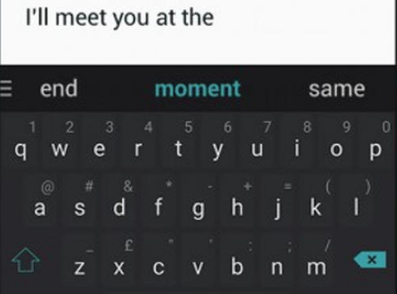 I'll meet you at the
end moment same
1 2 3 4 5 6 7 8 9 0
q w e r t y u i o p
@ # & * - + = ( )
a s d f g h j k l
_ £ " ' : ; /
z x c v b n m